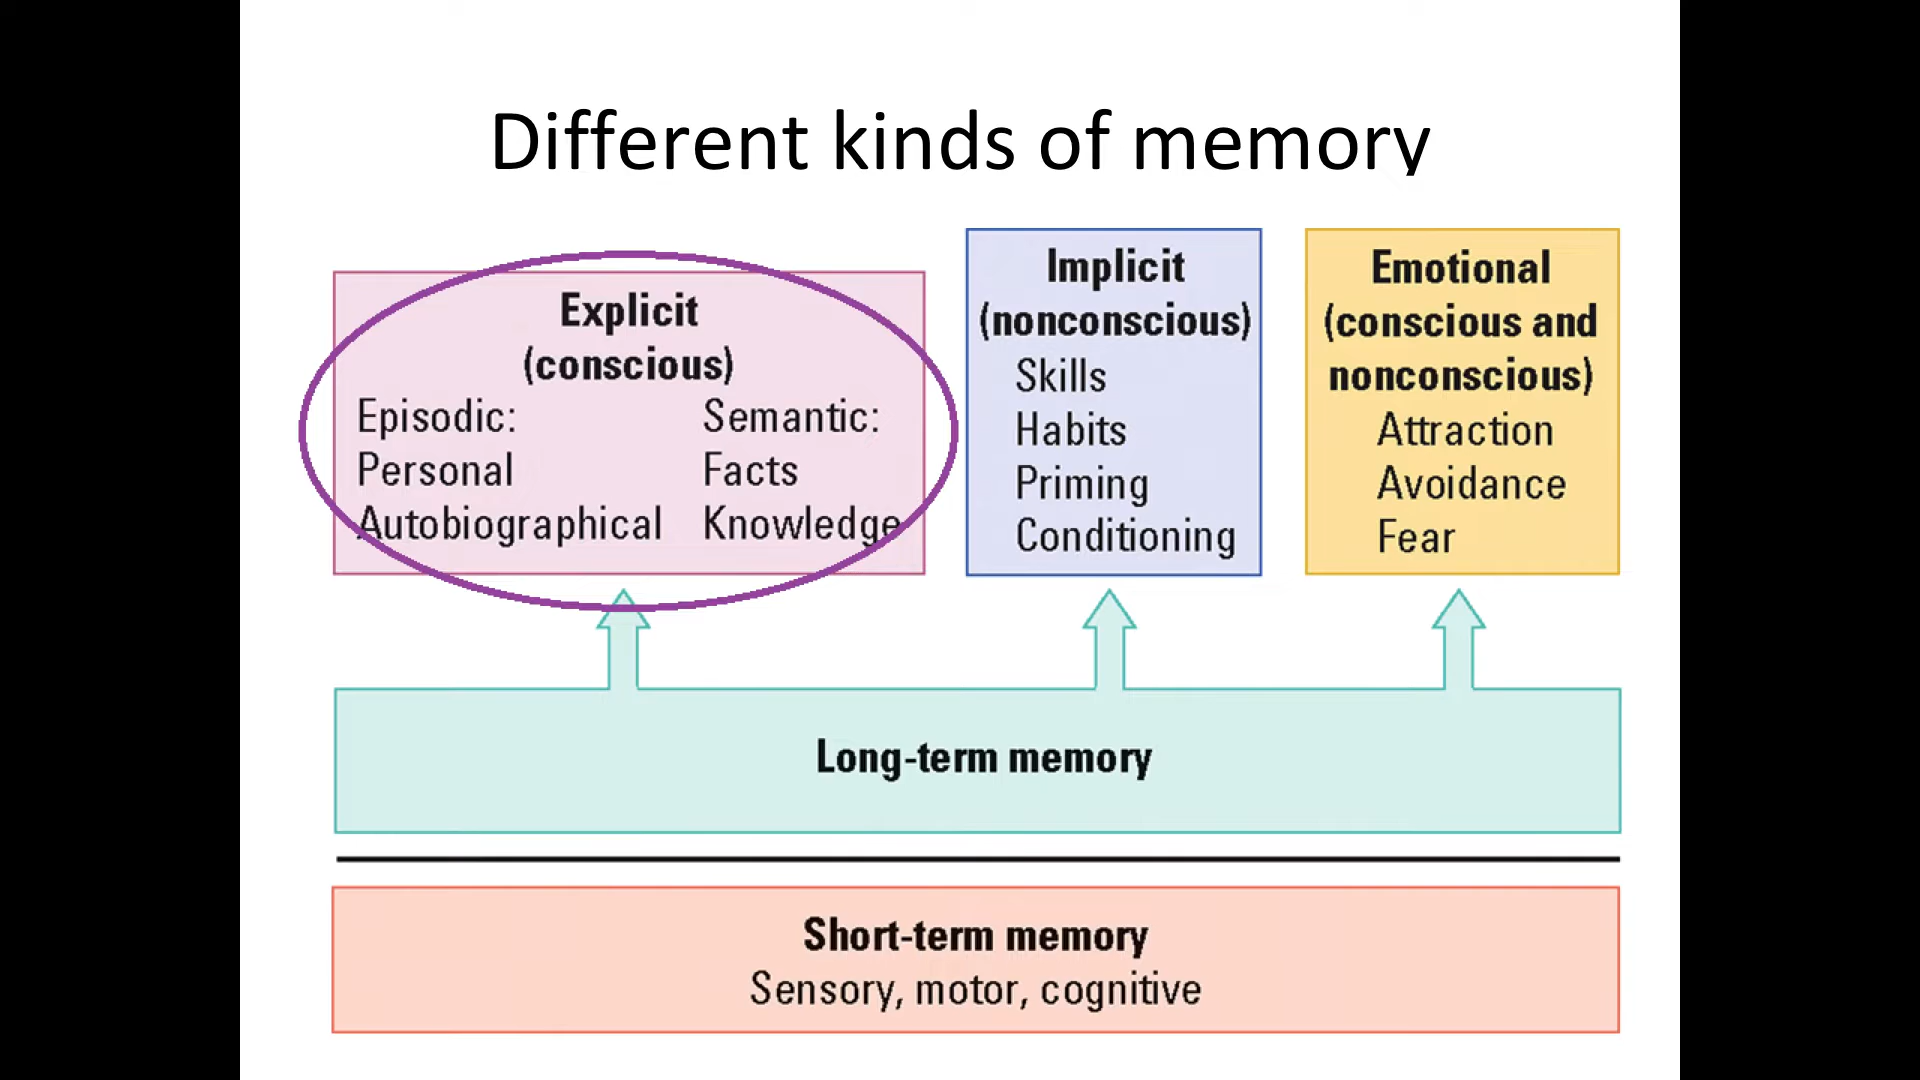 Different kinds of memory
Explicit
(conscious)
Episodic:
Personal
Autobiographical
Semantic:
Facts
Knowledge
Implicit
(nonconscious)
Skills
Habits
Priming
Conditioning
Emotional
(conscious and
nonconscious)
Attraction
Avoidance
Fear
Long-term memory
Short-term memory
Sensory, motor, cognitive